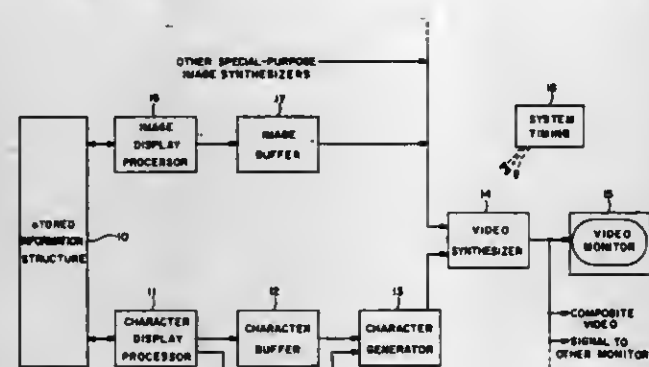 OTHER SPECIAL-PURPOSE
IMAGE SYNTHESIZERS
16
IMAGE
DISPLAY
PROCESSOR
17
IMAGE
BUFFER
18
SYSTEM
TIMING
STORED
INFORMATION
STRUCTURE
10
14
VIDEO
SYNTHESIZER
15
VIDEO
MONITOR
11
CHARACTER
DISPLAY
PROCESSOR
12
CHARACTER
BUFFER
13
CHARACTER
GENERATOR
COMPOSITE
VIDEO
SIGNAL TO
OTHER MONITOR